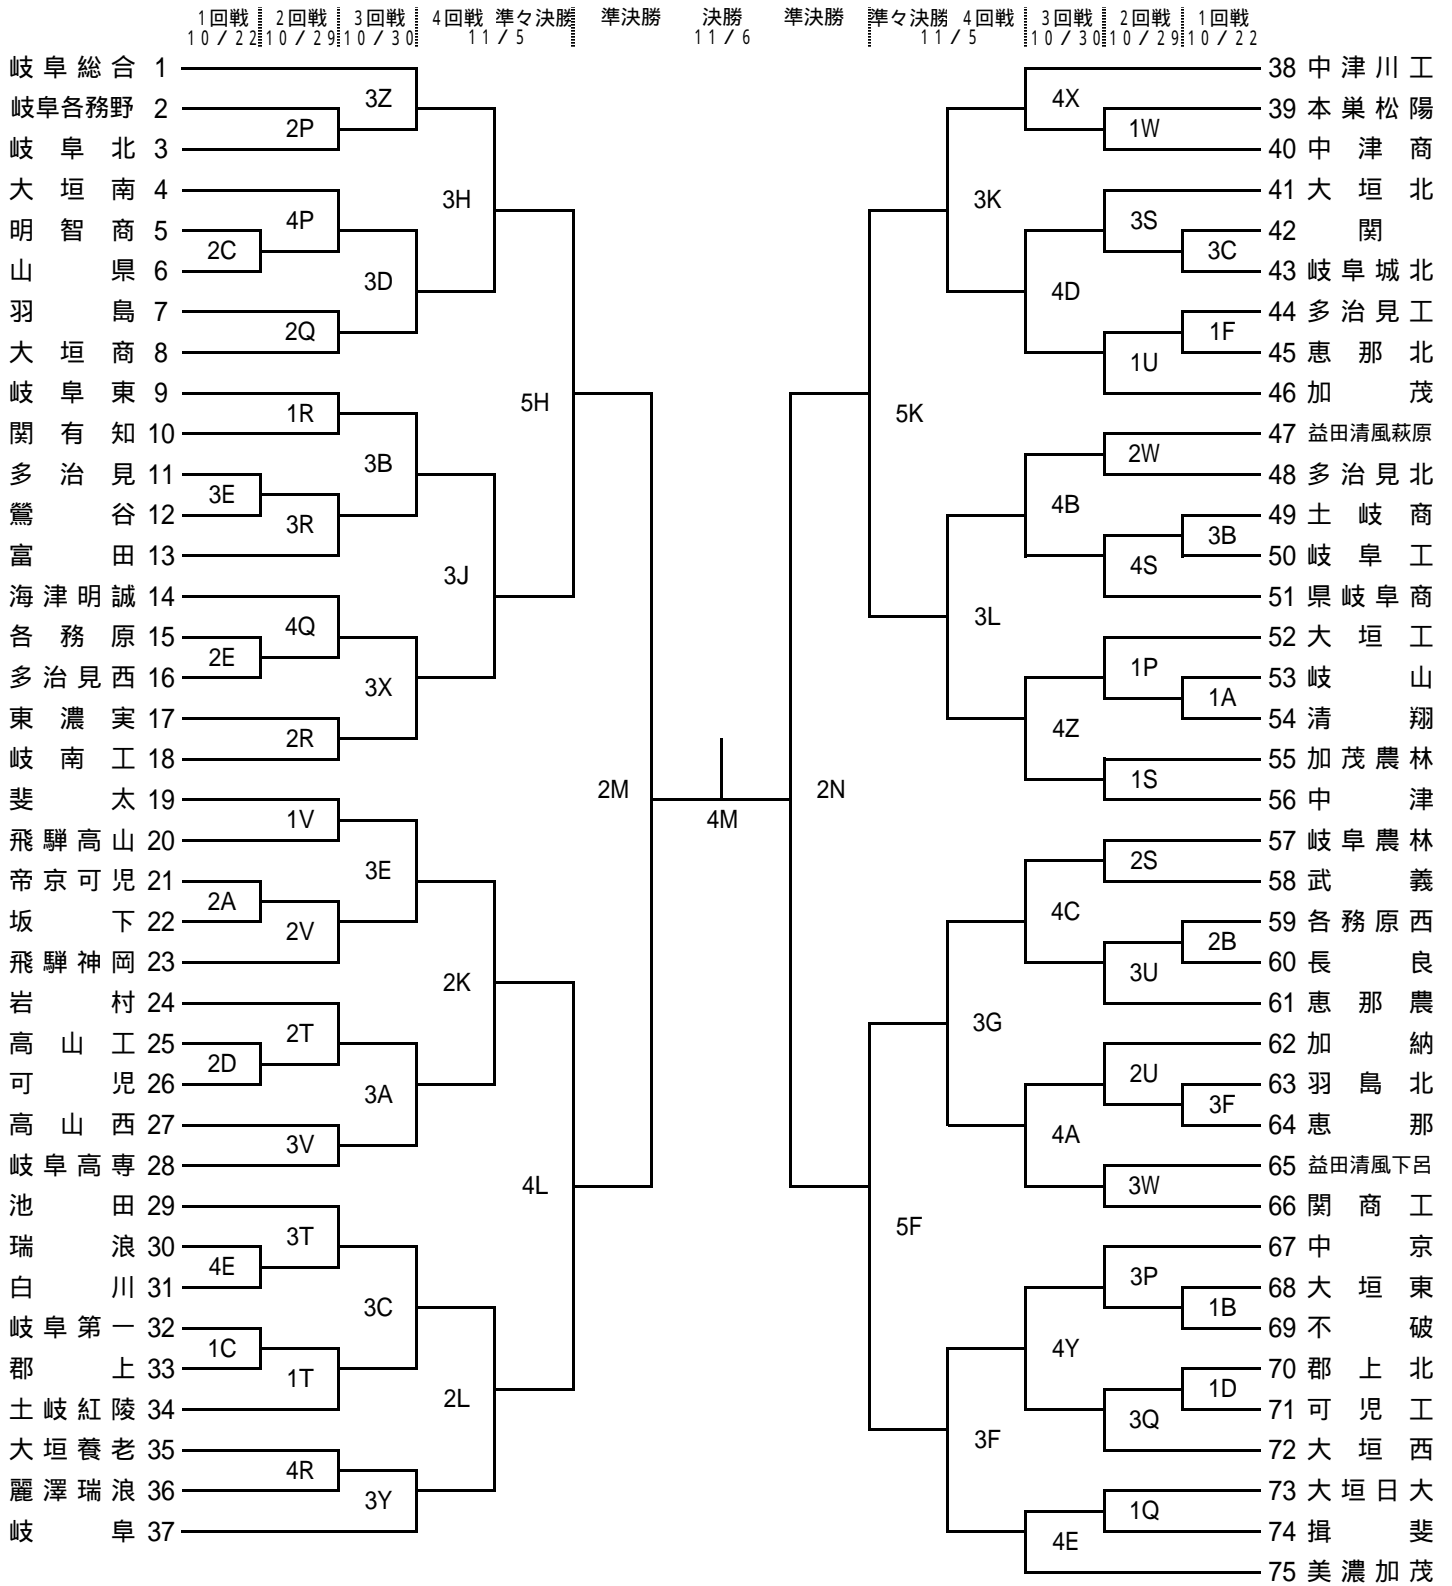 1回戦 2回戦 3回戦 4回戦 準々決勝 準決勝 決勝 準決勝 準々決勝 4回戦 3回戦 2回戦 1回戦
10/22 10/29 10/30 11/5 11/6 11/5 10/30 10/29 10/22
岐阜総合 1
岐阜各務野 2
岐阜北 3
大垣南 4
明智商 5
山県 6
羽島 7
大垣商 8
岐阜東 9
関有知 10
多治見 11
鶯谷 12
富田 13
海津明誠 14
各務原 15
多治見西 16
東濃実 17
岐南工 18
斐太 19
飛騨高山 20
帝京可児 21
坂下 22
飛騨神岡 23
岩村 24
高山工 25
可児 26
高山西 27
岐阜高専 28
池田 29
瑞浪 30
白川 31
岐阜第一 32
郡上 33
土岐紅陵 34
大垣養老 35
麗澤瑞浪 36
岐阜 37
2C
3E
2E
2A
2D
4E
1C
2P
4P
2Q
1R
3R
4Q
2R
1V
2V
2T
3V
3T
1T
4R
3Z
3D
3B
3X
3E
3A
3C
3Y
3H
3J
2K
2L
5H
4L
2M
4M
2N
5K
5F
3K
3L
3G
3F
4X
4D
4B
4Z
4C
4A
4Y
4E
1W
3S
1U
2W
4S
1P
1S
2S
3U
2U
3W
3P
3Q
1Q
3C
1F
3B
1A
2B
3F
1B
1D
38 中津川工
39 本巣松陽
40 中津商
41 大垣北
42 関
43 岐阜城北
44 多治見工
45 恵那北
46 加茂
47 益田清風萩原
48 多治見北
49 土岐商
50 岐阜工
51 県岐阜商
52 大垣工
53 岐山
54 清翔
55 加茂農林
56 中津
57 岐阜農林
58 武義
59 各務原西
60 長良
61 恵那農
62 加納
63 羽島北
64 恵那
65 益田清風下呂
66 関商工
67 中京
68 大垣東
69 不破
70 郡上北
71 可児工
72 大垣西
73 大垣日大
74 揖斐
75 美濃加茂